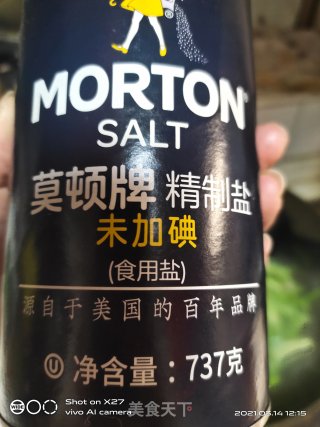 MORTON®
SALT
莫顿牌 精制盐
未加碘
(食用盐)
源自于美国的百年品牌
U 净含量：737克
Shot on X27
vivo AI camera
美食天下
2021.05.14 12:15